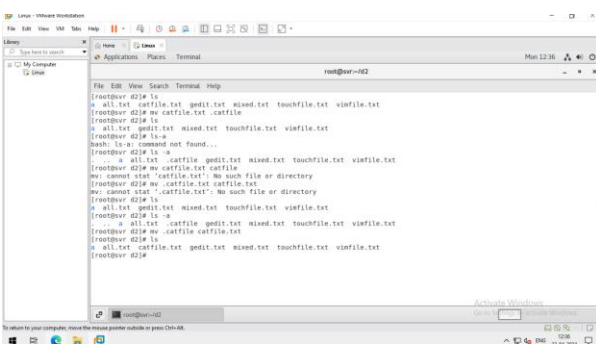 Linux - VMware Workstation
File Edit View VM Tabs Help
Library
Type here to search
My Computer
Linux
Home
Linux
Applications Places Terminal
Mon 12:36
root@svr:~/d2
File Edit View Search Terminal Help
[root@svr d2]# ls
a all.txt catfile.txt gedit.txt mixed.txt touchfile.txt vimfile.txt
[root@svr d2]# mv catfile.txt .catfile
[root@svr d2]# ls
a all.txt gedit.txt mixed.txt touchfile.txt vimfile.txt
[root@svr d2]# ls-a
bash: ls-a: command not found...
[root@svr d2]# ls -a
. .. a all.txt .catfile gedit.txt mixed.txt touchfile.txt vimfile.txt
[root@svr d2]# mv catfile.txt catfile
mv: cannot stat 'catfile.txt': No such file or directory
[root@svr d2]# mv .catfile.txt catfile.txt
mv: cannot stat '.catfile.txt': No such file or directory
[root@svr d2]# ls
a all.txt gedit.txt mixed.txt touchfile.txt vimfile.txt
[root@svr d2]# ls -a
. .. a all.txt .catfile gedit.txt mixed.txt touchfile.txt vimfile.txt
[root@svr d2]# mv .catfile catfile.txt
[root@svr d2]# ls
a all.txt catfile.txt gedit.txt mixed.txt touchfile.txt vimfile.txt
[root@svr d2]#
Activate Windows
Go to Settings to activate Windows.
root@svr:~/d2
To return to your computer, move the mouse pointer outside or press Ctrl+Alt.
ENG
12:36